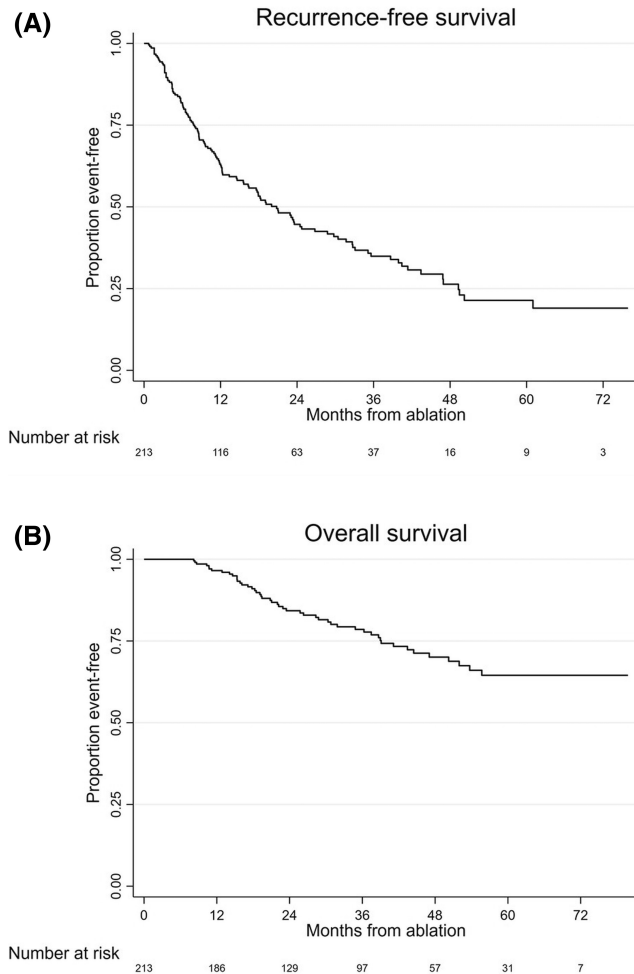 (A)
Recurrence-free survival
Proportion event-free
1.00
0.75
0.50
0.25
0.00
0 12 24 36 48 60 72
Months from ablation
Number at risk
213 116 63 37 16 9 3
(B)
Overall survival
Proportion event-free
1.00
0.75
0.50
0.25
0.00
0 12 24 36 48 60 72
Months from ablation
Number at risk
213 186 129 97 57 31 7